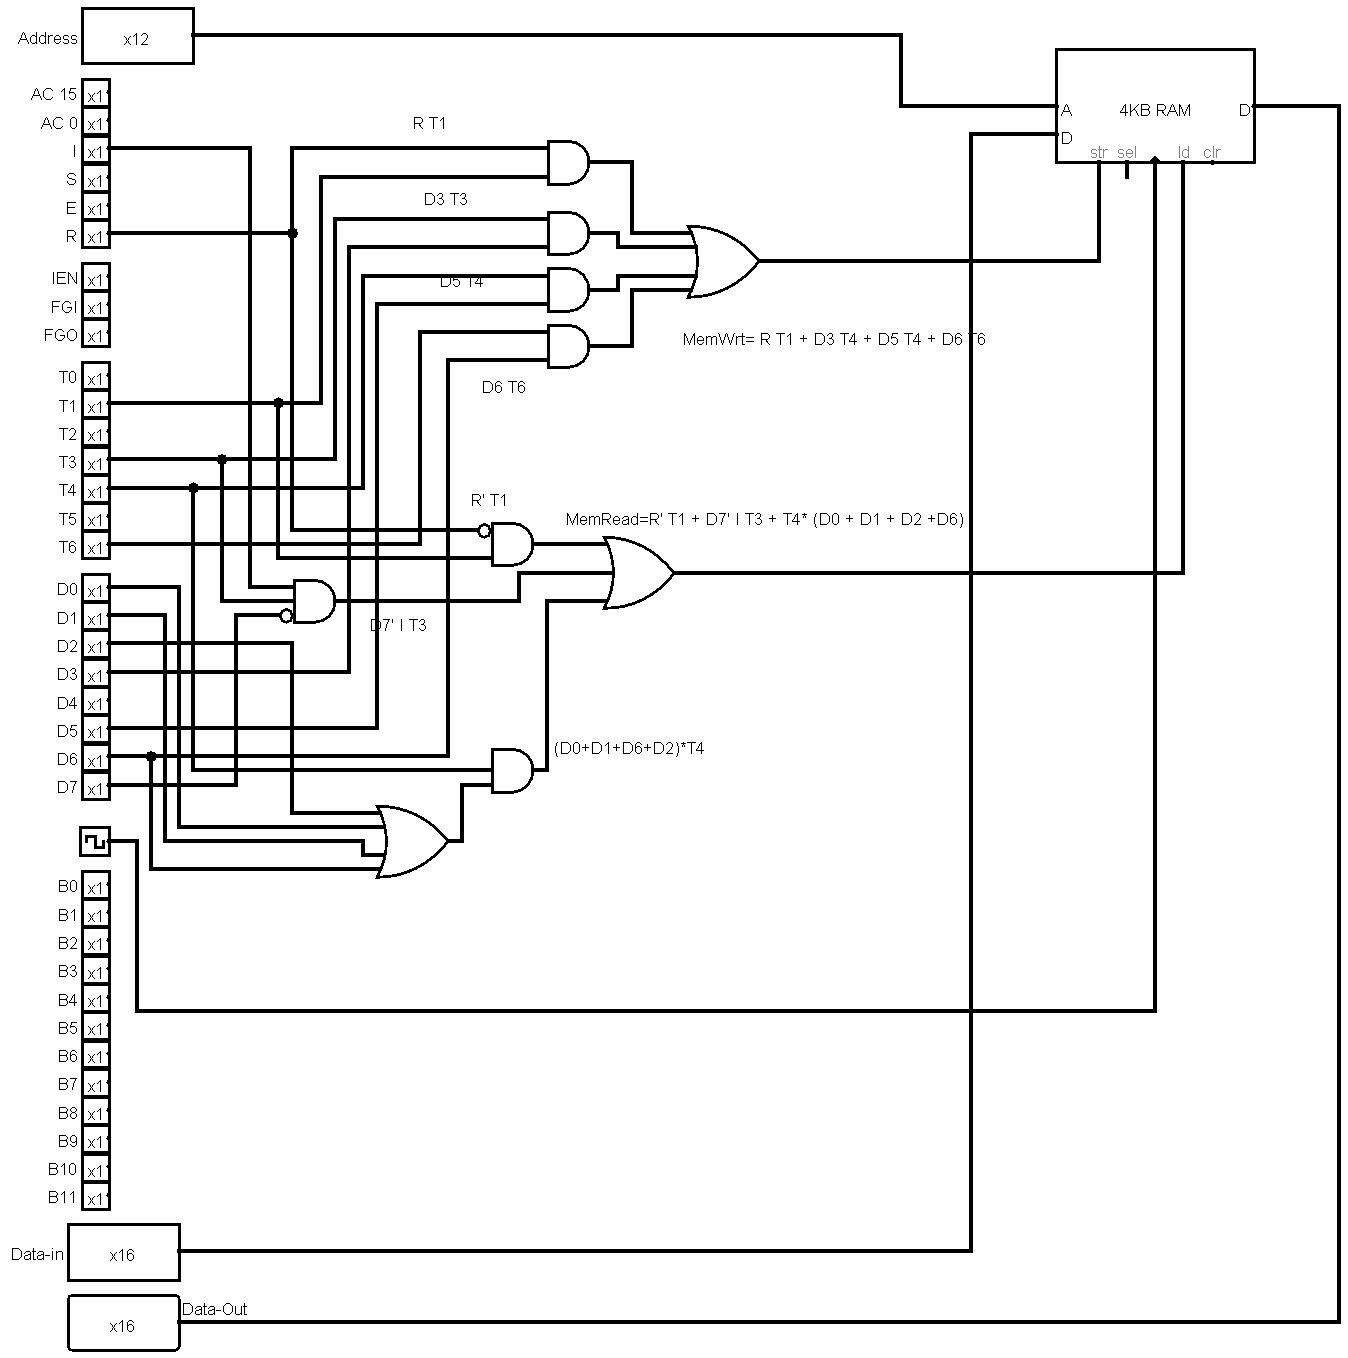 Address x12
AC 15 x1
AC 0 x1
I x1
S x1
E x1
R x1
IEN x1
FGI x1
FGO x1
T0 x1
T1 x1
T2 x1
T3 x1
T4 x1
T5 x1
T6 x1
D0 x1
D1 x1
D2 x1
D3 x1
D4 x1
D5 x1
D6 x1
D7 x1
B0 x1
B1 x1
B2 x1
B3 x1
B4 x1
B5 x1
B6 x1
B7 x1
B8 x1
B9 x1
B10 x1
B11 x1
Data-in x16
x16 Data-Out
R T1
D3 T3
D5 T4
D6 T6
MemWrt= R T1 + D3 T4 + D5 T4 + D6 T6
R' T1
MemRead=R' T1 + D7' I T3 + T4* (D0 + D1 + D2 +D6)
D7' I T3
(D0+D1+D6+D2)*T4
A 4KB RAM D
D
str sel ld clr